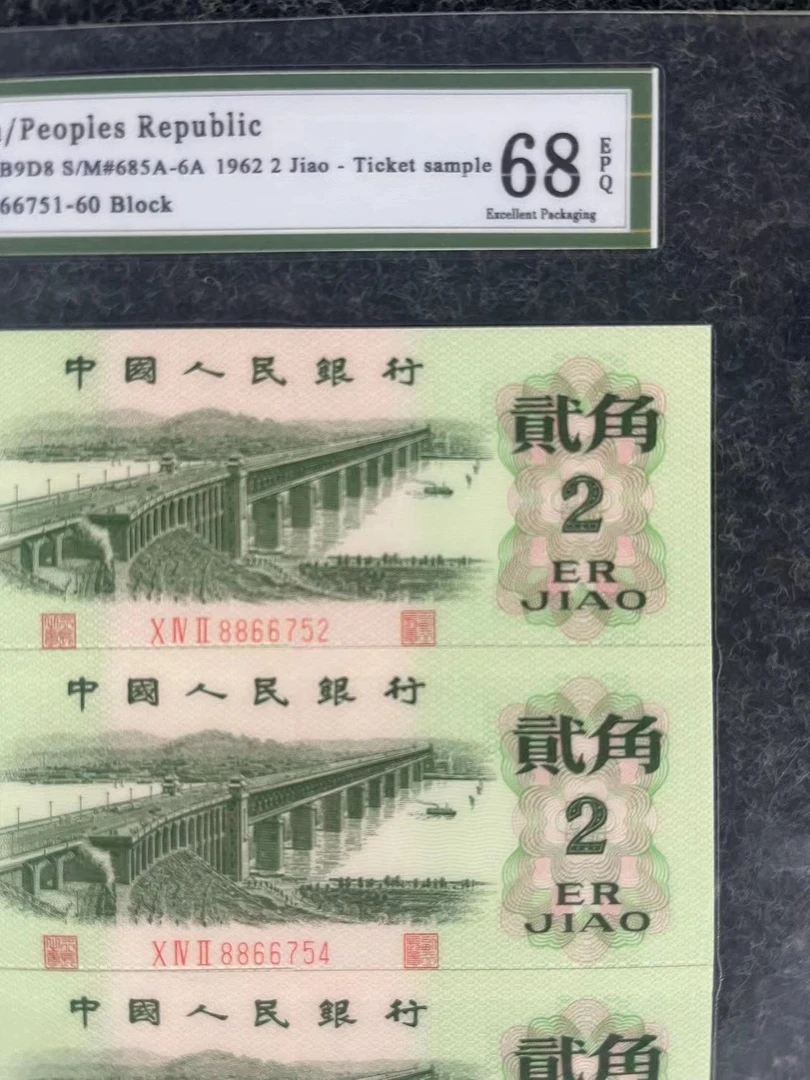 /Peoples Republic
B9D8 S/M#685A-6A 1962 2 Jiao - Ticket sample
66751-60 Block
68
EPQ
Excellent Packaging
中國人民銀行
貳角
2
ER
JIAO
XⅣⅡ8866752
中國人民銀行
貳角
2
ER
JIAO
XⅣⅡ8866754
中國人民銀行
貳角